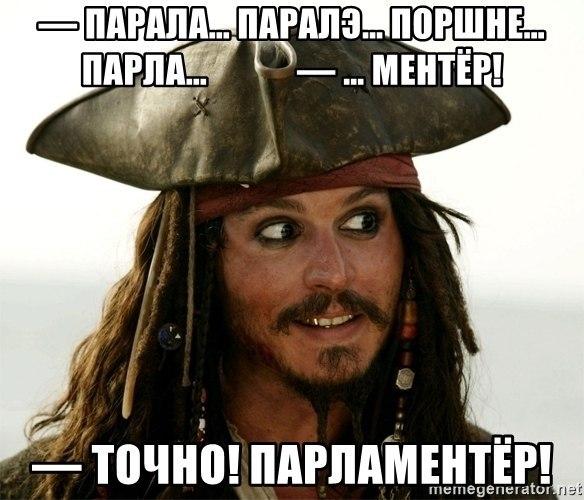 — ПАРАЛА... ПАРАЛЭ... ПОРШНЕ...
ПАРЛА... — ... МЕНТЁР!
— ТОЧНО! ПАРЛАМЕНТЁР!
memegenerator.net